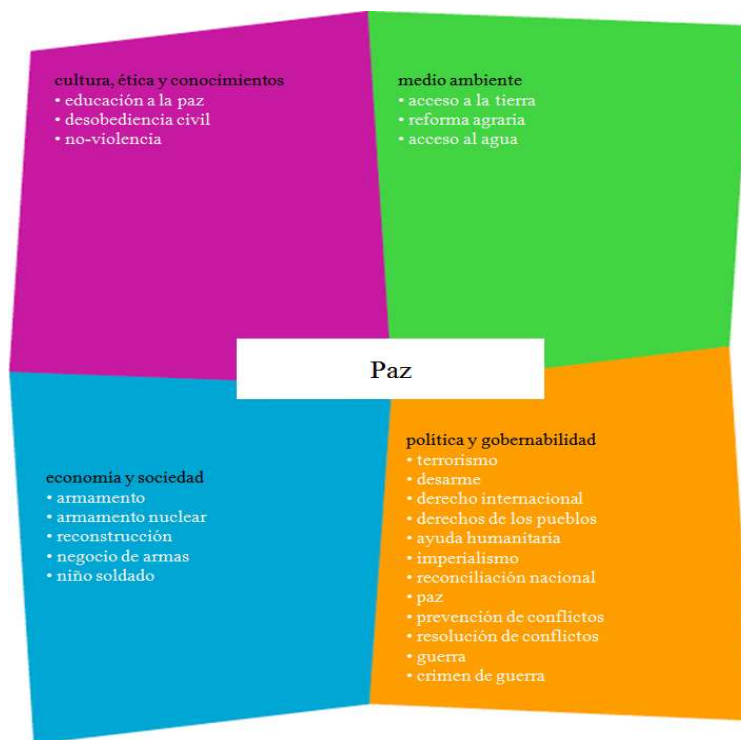 cultura, ética y conocimientos
• educación a la paz
• desobediencia civil
• no-violencia
medio ambiente
• acceso a la tierra
• reforma agraria
• acceso al agua
Paz
economía y sociedad
• armamento
• armamento nuclear
• reconstrucción
• negocio de armas
• niño soldado
política y gobernabilidad
• terrorismo
• desarme
• derecho internacional
• derechos de los pueblos
• ayuda humanitaria
• imperialismo
• reconciliación nacional
• paz
• prevención de conflictos
• resolución de conflictos
• guerra
• crimen de guerra